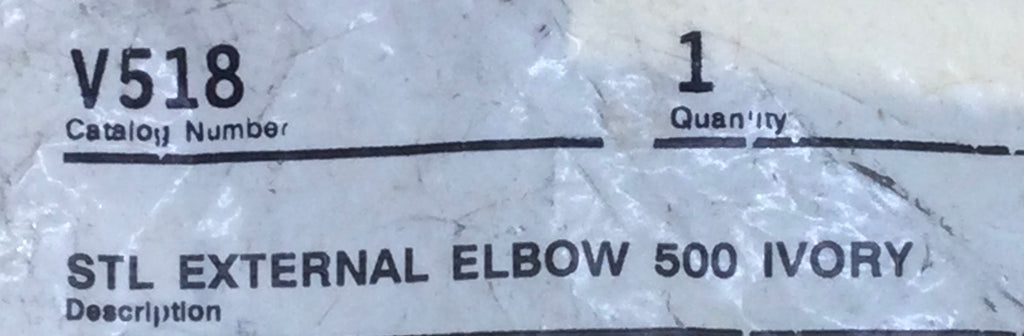 V518 1
Catalog Number Quantity
STL EXTERNAL ELBOW 500 IVORY
Description